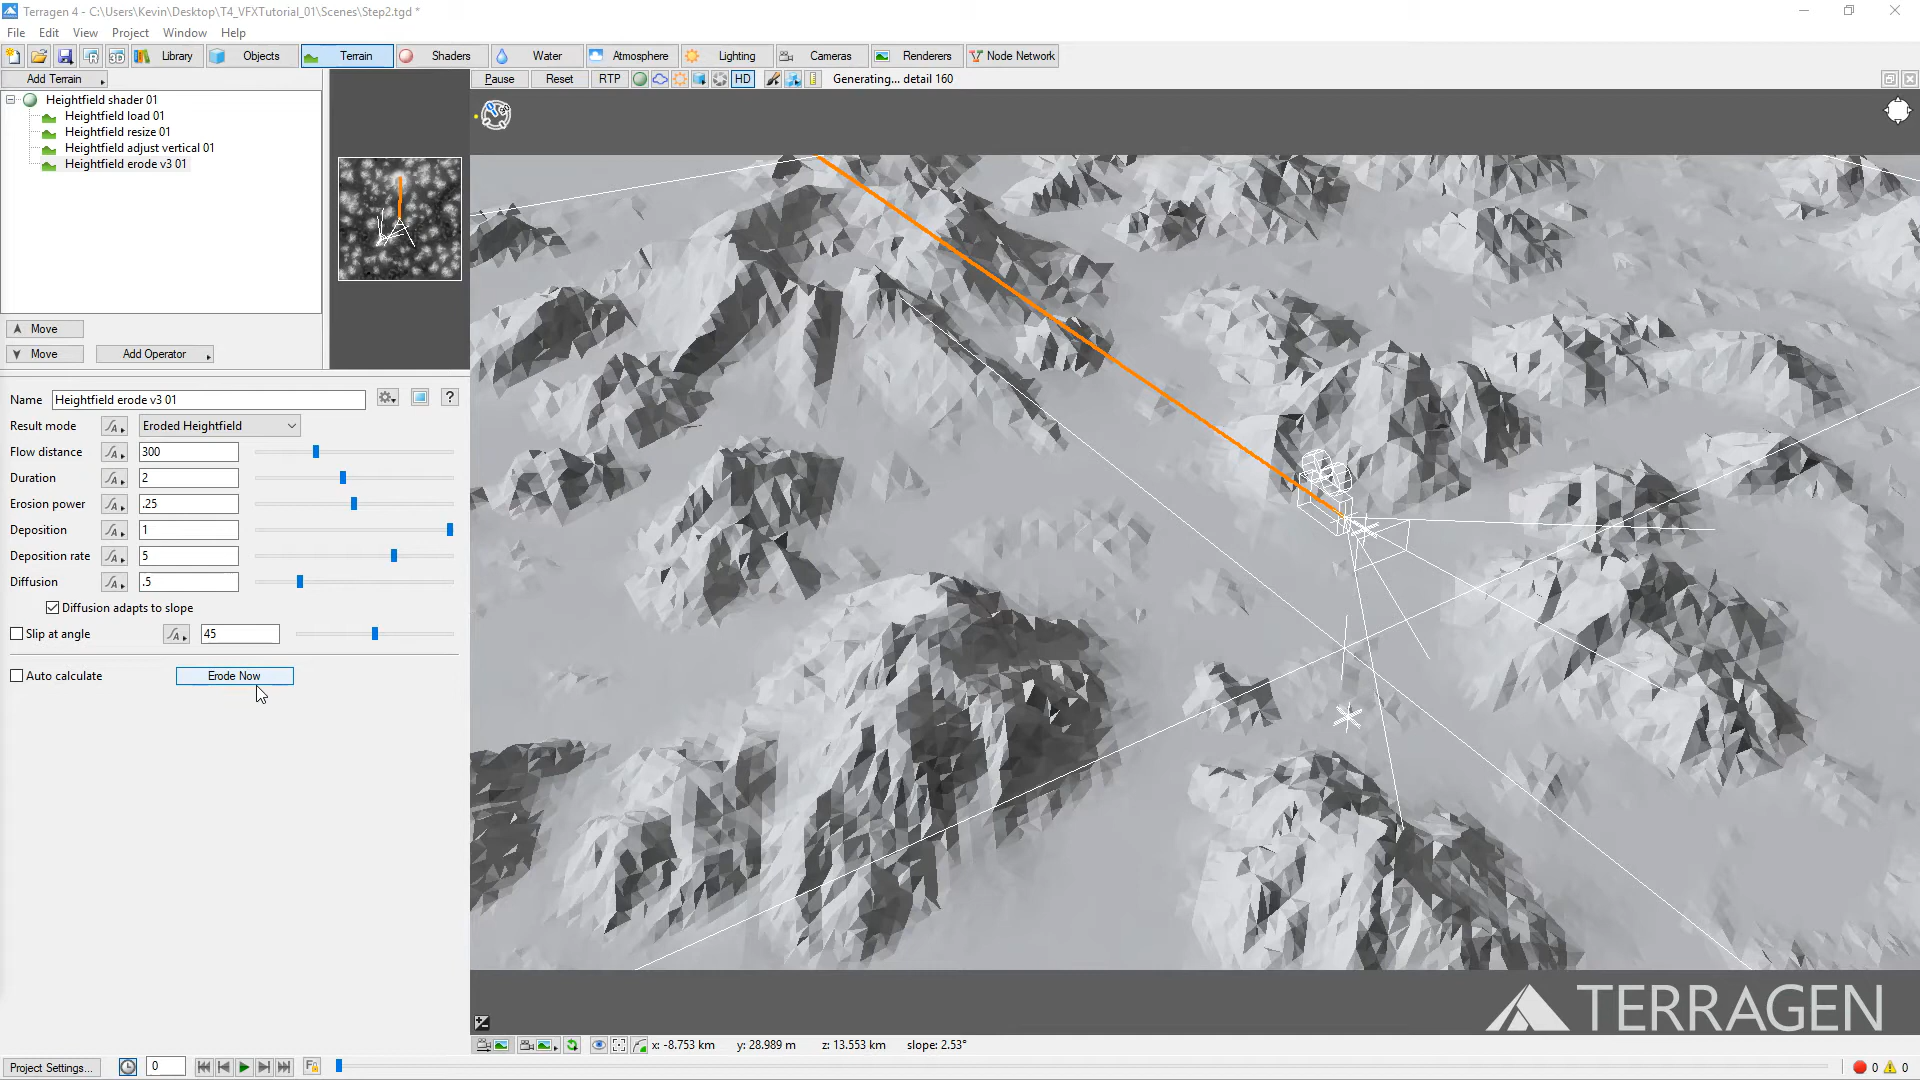 Terragen 4 - C:\Users\Kevin\Desktop\T4_VFXTutorial_01\Scenes\Step2.tgd *
File Edit View Project Window Help
Library Objects Terrain Shaders Water Atmosphere Lighting Cameras Renderers Node Network
Add Terrain
Pause Reset RTP HD Generating... detail 160
Heightfield shader 01
Heightfield load 01
Heightfield resize 01
Heightfield adjust vertical 01
Heightfield erode v3 01
Move
Move Add Operator
Name Heightfield erode v3 01 ?
Result mode Eroded Heightfield
Flow distance 300
Duration 2
Erosion power .25
Deposition 1
Deposition rate 5
Diffusion .5
Diffusion adapts to slope
Slip at angle 45
Auto calculate Erode Now
TERRAGEN
x: -8.753 km y: 28.989 m z: 13.553 km slope: 2.53°
Project Settings... 0 0 0